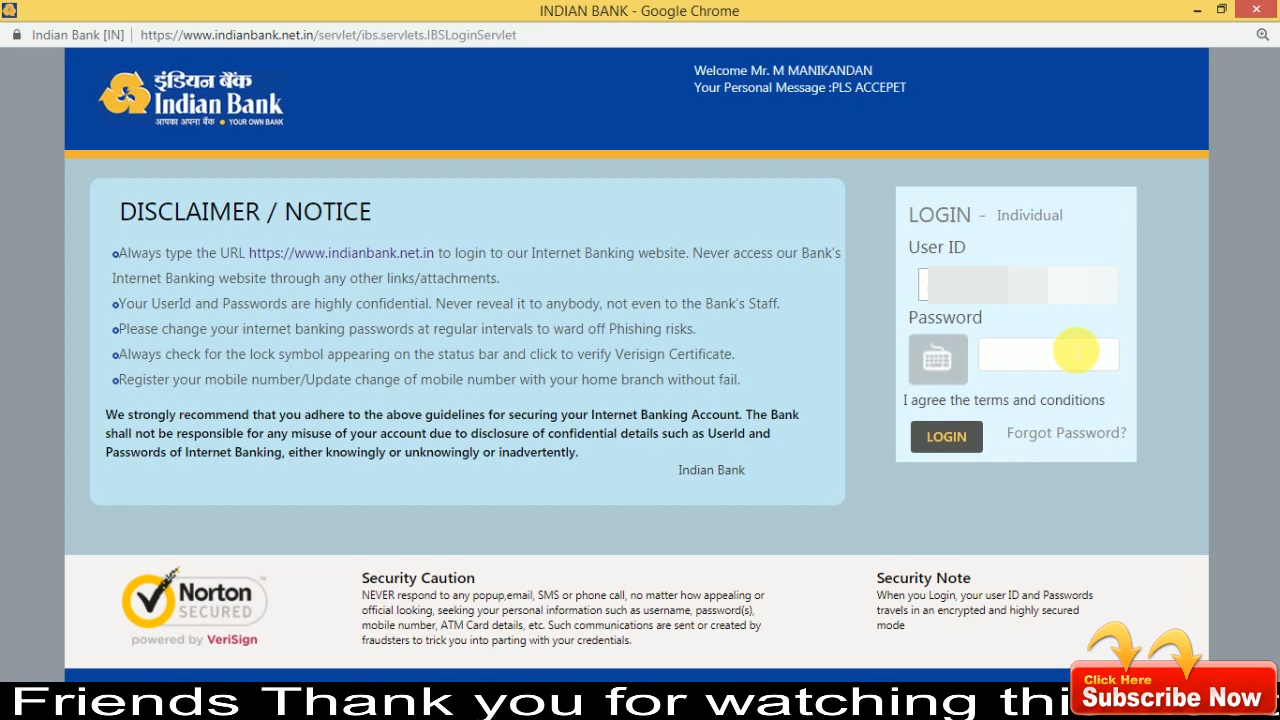 INDIAN BANK - Google Chrome
Indian Bank [IN] https://www.indianbank.net.in/servlet/ibs.servlets.IBSLoginServlet
इंडियन बैंक
Indian Bank
आपका अपना बैंक • YOUR OWN BANK
Welcome Mr. M MANIKANDAN
Your Personal Message :PLS ACCEPET
DISCLAIMER / NOTICE
Always type the URL https://www.indianbank.net.in to login to our Internet Banking website. Never access our Bank's
Internet Banking website through any other links/attachments.
Your UserId and Passwords are highly confidential. Never reveal it to anybody, not even to the Bank's Staff.
Please change your internet banking passwords at regular intervals to ward off Phishing risks.
Always check for the lock symbol appearing on the status bar and click to verify Verisign Certificate.
Register your mobile number/Update change of mobile number with your home branch without fail.
We strongly recommend that you adhere to the above guidelines for securing your Internet Banking Account. The Bank
shall not be responsible for any misuse of your account due to disclosure of confidential details such as UserId and
Passwords of Internet Banking, either knowingly or unknowingly or inadvertently.
Indian Bank
LOGIN - Individual
User ID
Password
I agree the terms and conditions
LOGIN Forgot Password?
Norton
SECURED
powered by VeriSign
Security Caution
NEVER respond to any popup,email, SMS or phone call, no matter how appealing or
official looking, seeking your personal information such as username, password(s),
mobile number, ATM Card details, etc. Such communications are sent or created by
fraudsters to trick you into parting with your credentials.
Security Note
When you Login, your user ID and Passwords
travels in an encrypted and highly secured
mode
Click Here
Subscribe Now
Friends Thank you for watching thi